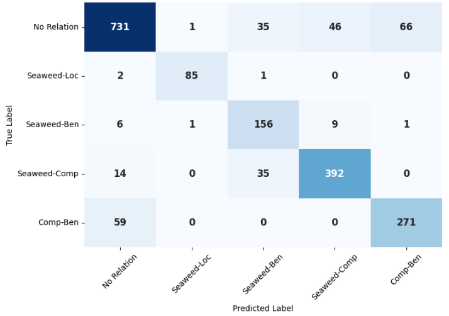 No Relation 731 1 35 46 66
Seaweed-Loc 2 85 1 0 0
Seaweed-Ben 6 1 156 9 1
Seaweed-Comp 14 0 35 392 0
Comp-Ben 59 0 0 0 271
True Label
No Relation Seaweed-Loc Seaweed-Ben Seaweed-Comp Comp-Ben
Predicted Label